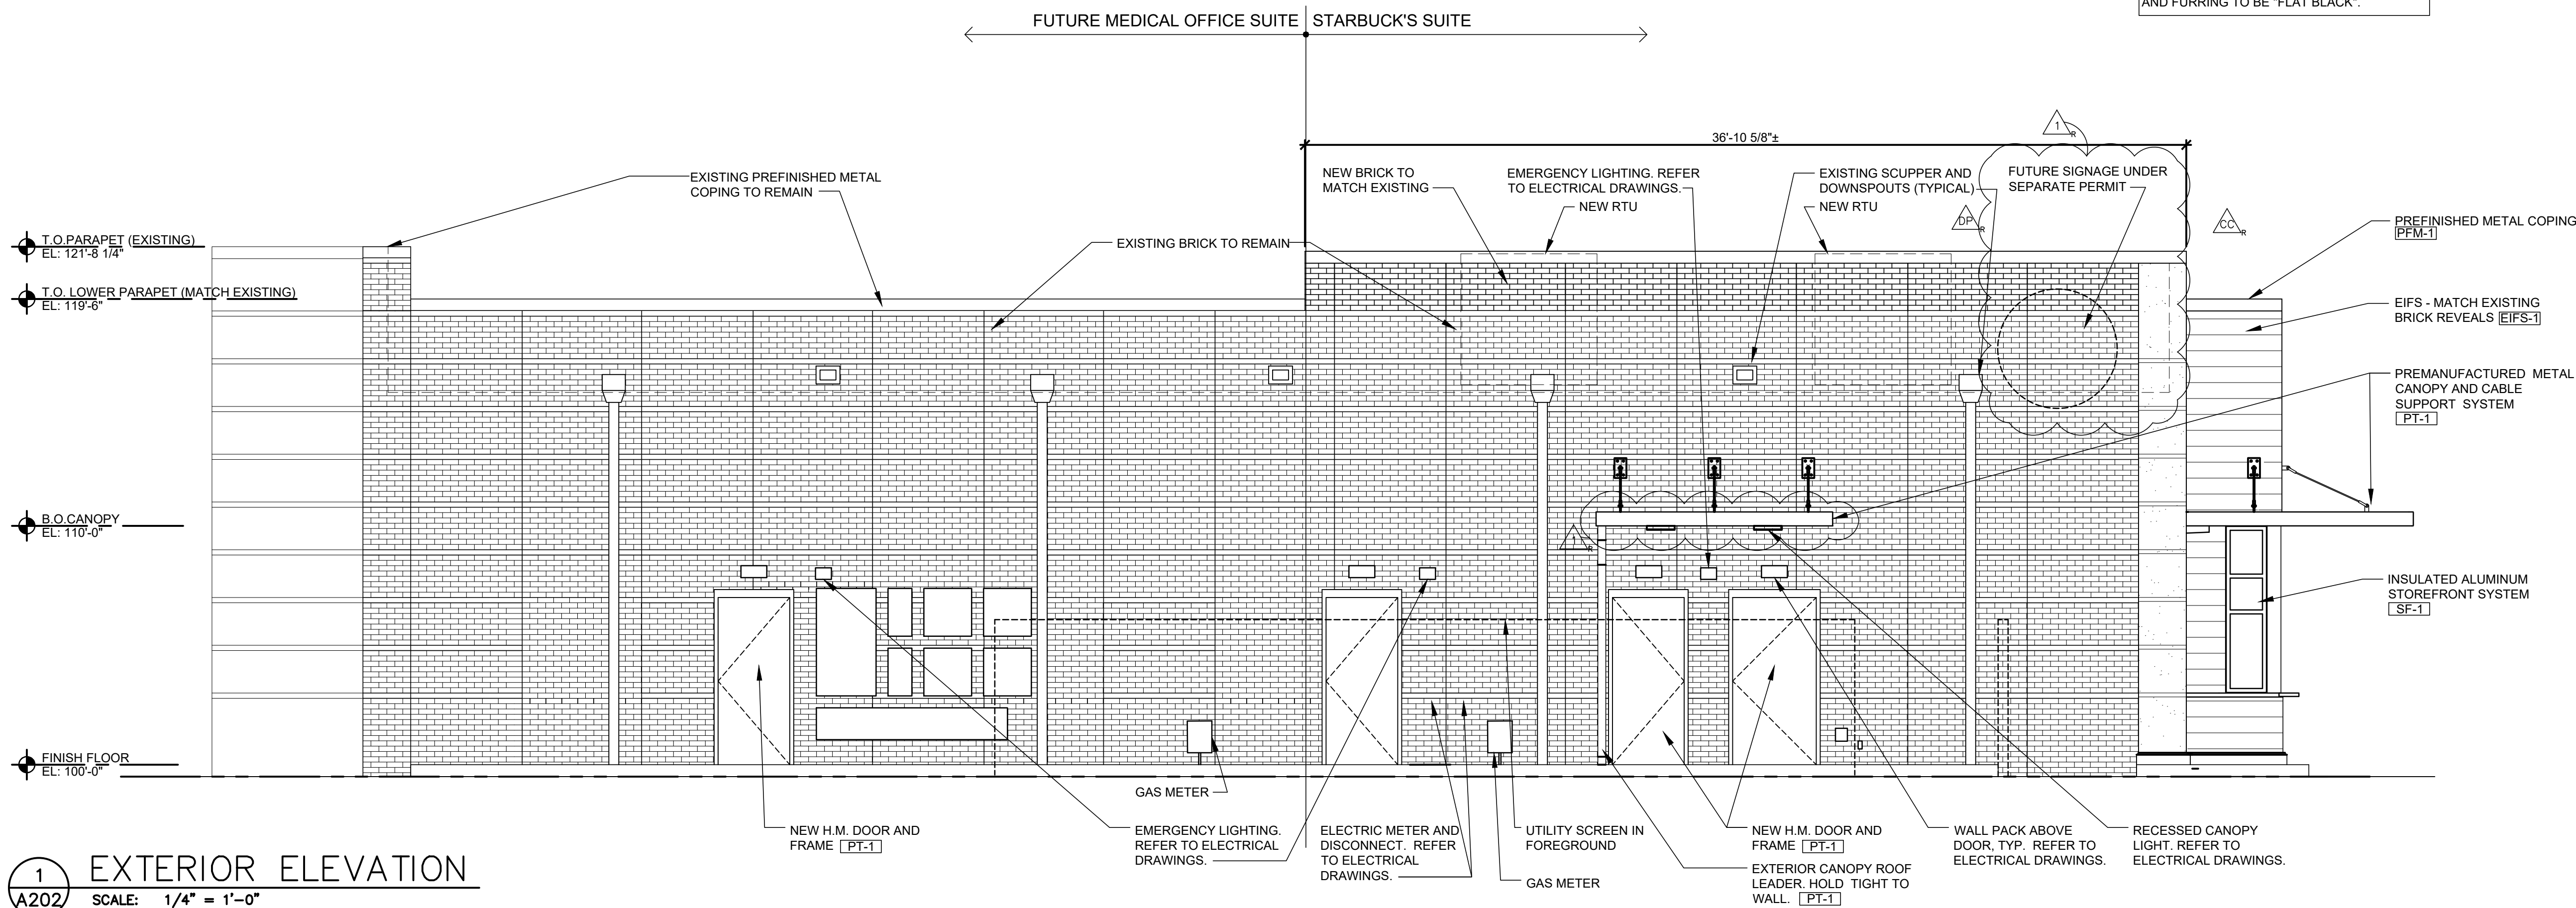 AND FURRING TO BE "FLAT BLACK".
FUTURE MEDICAL OFFICE SUITE
STARBUCK'S SUITE
36'-10 5/8"±
1
R
EXISTING PREFINISHED METAL
COPING TO REMAIN
NEW BRICK TO
MATCH EXISTING
EMERGENCY LIGHTING. REFER
TO ELECTRICAL DRAWINGS.
NEW RTU
EXISTING SCUPPER AND
DOWNSPOUTS (TYPICAL)
NEW RTU
FUTURE SIGNAGE UNDER
SEPARATE PERMIT
DP
R
CC
R
PREFINISHED METAL COPING
PFM-1
T.O.PARAPET (EXISTING)
EL: 121'-8 1/4"
EXISTING BRICK TO REMAIN
T.O. LOWER PARAPET (MATCH EXISTING)
EL: 119'-6"
EIFS - MATCH EXISTING
BRICK REVEALS EIFS-1
PREMANUFACTURED METAL
CANOPY AND CABLE
SUPPORT SYSTEM
PT-1
B.O.CANOPY
EL: 110'-0"
1
R
INSULATED ALUMINUM
STOREFRONT SYSTEM
SF-1
FINISH FLOOR
EL: 100'-0"
GAS METER
NEW H.M. DOOR AND
FRAME PT-1
EMERGENCY LIGHTING.
REFER TO ELECTRICAL
DRAWINGS.
ELECTRIC METER AND
DISCONNECT. REFER
TO ELECTRICAL
DRAWINGS.
UTILITY SCREEN IN
FOREGROUND
GAS METER
NEW H.M. DOOR AND
FRAME PT-1
EXTERIOR CANOPY ROOF
LEADER. HOLD TIGHT TO
WALL. PT-1
WALL PACK ABOVE
DOOR, TYP. REFER TO
ELECTRICAL DRAWINGS.
RECESSED CANOPY
LIGHT. REFER TO
ELECTRICAL DRAWINGS.
1
A202
EXTERIOR ELEVATION
SCALE: 1/4" = 1'-0"